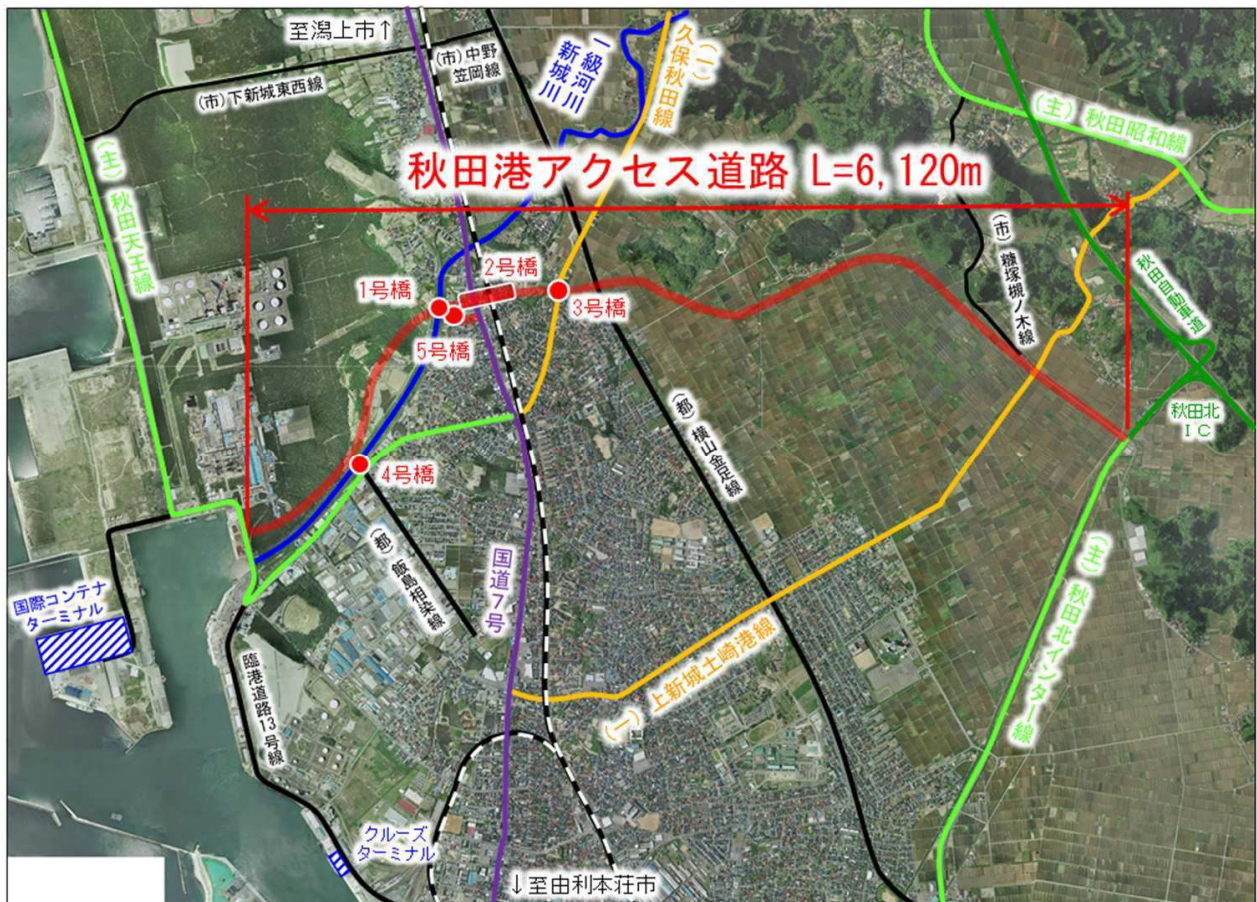 至潟上市↑
(市)中野
笠岡線
一級河川
新城川
(一)
久保秋田線
(市)下新城東西線
(主)秋田昭和線
(主)秋田天王線
秋田港アクセス道路 L=6,120m
(市)糠塚槻ノ木線
秋田自動車道
1号橋
2号橋
3号橋
5号橋
秋田北
IC
4号橋
(都)横山金足線
(都)飯島相染線
国道7号
国際コンテナ
ターミナル
(主)秋田北インター線
臨港道路13号線
(一)上新城土崎港線
クルーズ
ターミナル
↓至由利本荘市